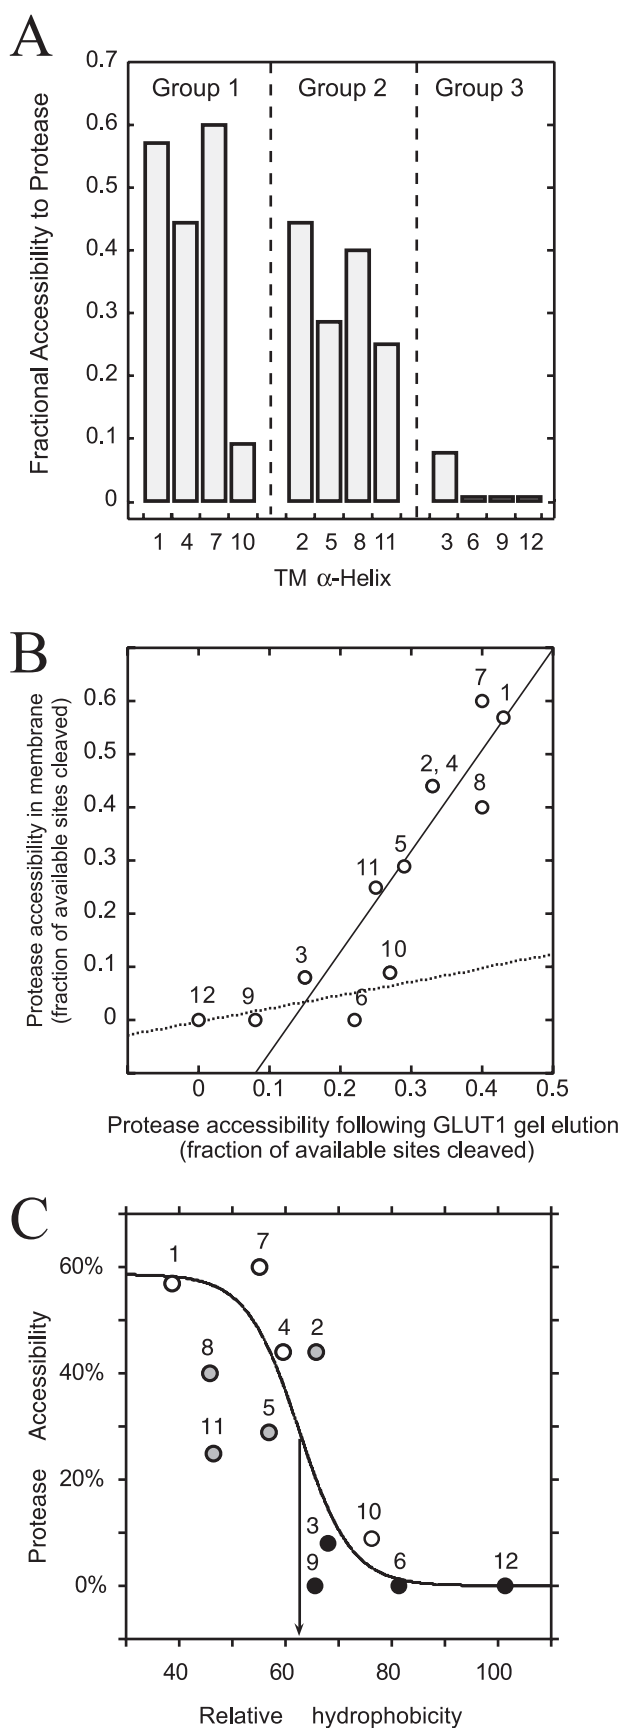 A
Fractional Accessibility to Protease
0.7
0.6
0.5
0.4
0.3
0.2
0.1
0
Group 1 Group 2 Group 3
1 4 7 10 2 5 8 11 3 6 9 12
TM α-Helix
B
Protease accessibility in membrane
(fraction of available sites cleaved)
0.6
0.5
0.4
0.3
0.2
0.1
0
7
1
2, 4
8
5
11
10
3
12
9
6
0 0.1 0.2 0.3 0.4 0.5
Protease accessibility following GLUT1 gel elution
(fraction of available sites cleaved)
C
Protease Accessibility
60%
40%
20%
0%
1
7
4
2
8
5
11
3
10
9
6
12
40 60 80 100
Relative hydrophobicity